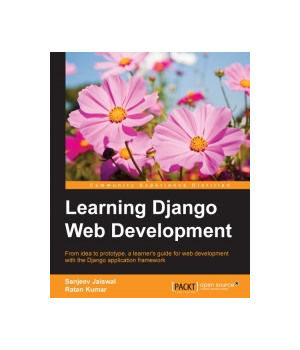 Community Experience Distilled
Learning Django
Web Development
From idea to prototype, a learner's guide for web development
with the Django application framework
Sanjeev Jaiswal
Ratan Kumar
[PACKT] open source